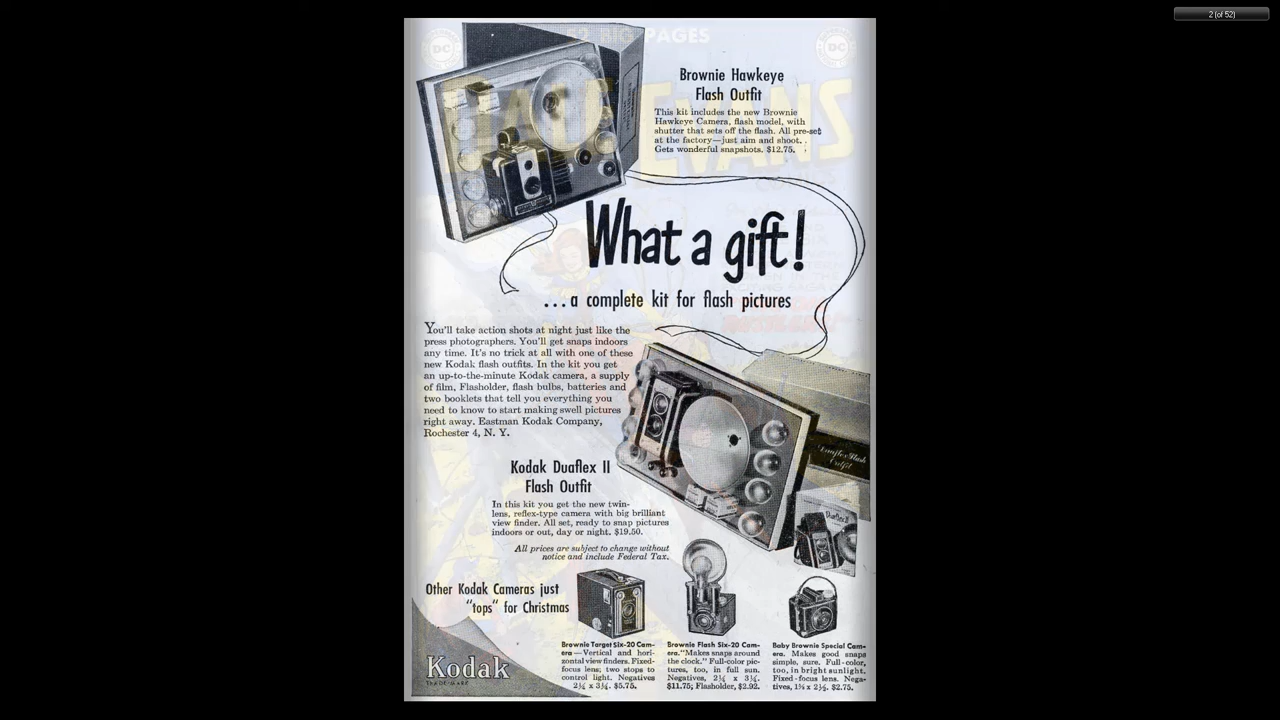 2 (of 52)
52 BIG PAGES
DC
DC
DALE EVANS
COMICS
Brownie Hawkeye
Flash Outfit
This kit includes the new Brownie
Hawkeye Camera, flash model, with
shutter that sets off the flash. All pre-set
at the factory—just aim and shoot.
Gets wonderful snapshots. $12.75.
What a gift!
...a complete kit for flash pictures
You'll take action shots at night just like the
press photographers. You'll get snaps indoors
any time. It's no trick at all with one of these
new Kodak flash outfits. In the kit you get
an up-to-the-minute Kodak camera, a supply
of film, Flasholder, flash bulbs, batteries and
two booklets that tell you everything you
need to know to start making swell pictures
right away. Eastman Kodak Company,
Rochester 4, N. Y.
Duaflex Flash
Outfit
Duaflex II
Kodak Duaflex II
Flash Outfit
In this kit you get the new twin-
lens, reflex-type camera with big brilliant
view finder. All set, ready to snap pictures
indoors or out, day or night. $19.50.
All prices are subject to change without
notice and include Federal Tax.
Other Kodak Cameras just
"tops" for Christmas
Brownie Target Six-20 Cam-
era—Vertical and hori-
zontal view finders. Fixed-
focus lens; two stops to
control light. Negatives
2¼ x 3¼. $5.75.
Brownie Flash Six-20 Cam-
era. "Makes snaps around
the clock." Full-color pic-
tures, too, in full sun.
Negatives, 2¼ x 3¼.
$11.75; Flasholder, $2.92.
Baby Brownie Special Cam-
era. Makes good snaps
simple, sure. Full-color,
too, in bright sunlight.
Fixed-focus lens. Nega-
tives, 1⅝ x 2½. $2.75.
Kodak
TRADE-MARK